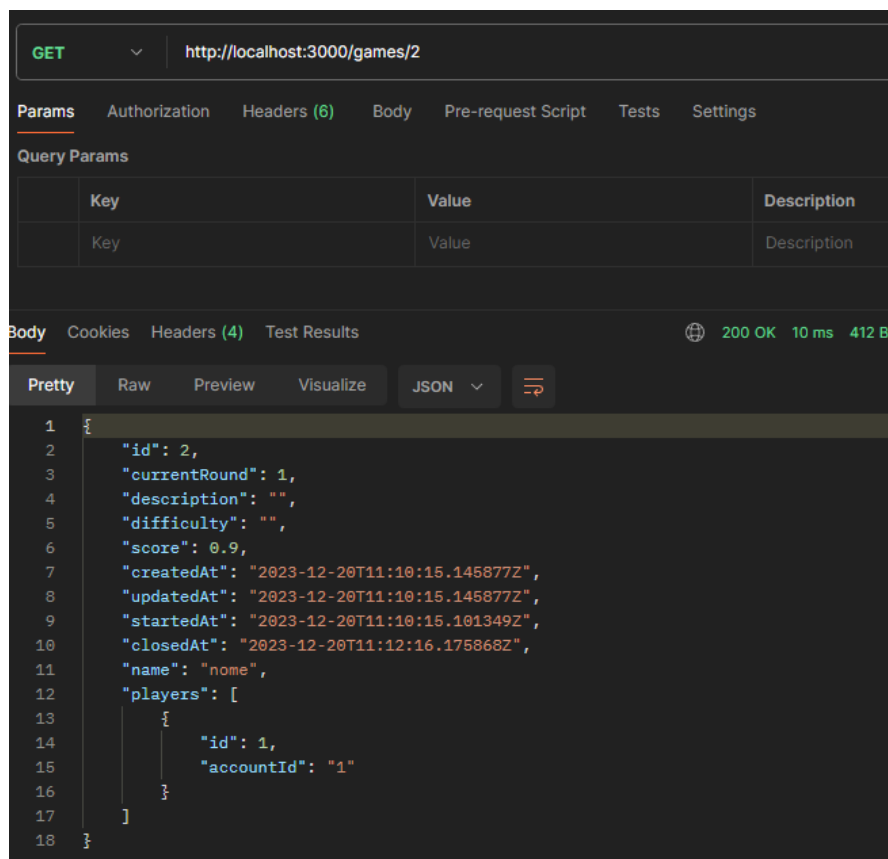 GET http://localhost:3000/games/2
Params Authorization Headers (6) Body Pre-request Script Tests Settings
Query Params
Key Value Description
Key Value Description
Body Cookies Headers (4) Test Results 200 OK 10 ms 412 B
Pretty Raw Preview Visualize JSON
1 {
2 "id": 2,
3 "currentRound": 1,
4 "description": "",
5 "difficulty": "",
6 "score": 0.9,
7 "createdAt": "2023-12-20T11:10:15.145877Z",
8 "updatedAt": "2023-12-20T11:10:15.145877Z",
9 "startedAt": "2023-12-20T11:10:15.101349Z",
10 "closedAt": "2023-12-20T11:12:16.175868Z",
11 "name": "nome",
12 "players": [
13 {
14 "id": 1,
15 "accountId": "1"
16 }
17 ]
18 }